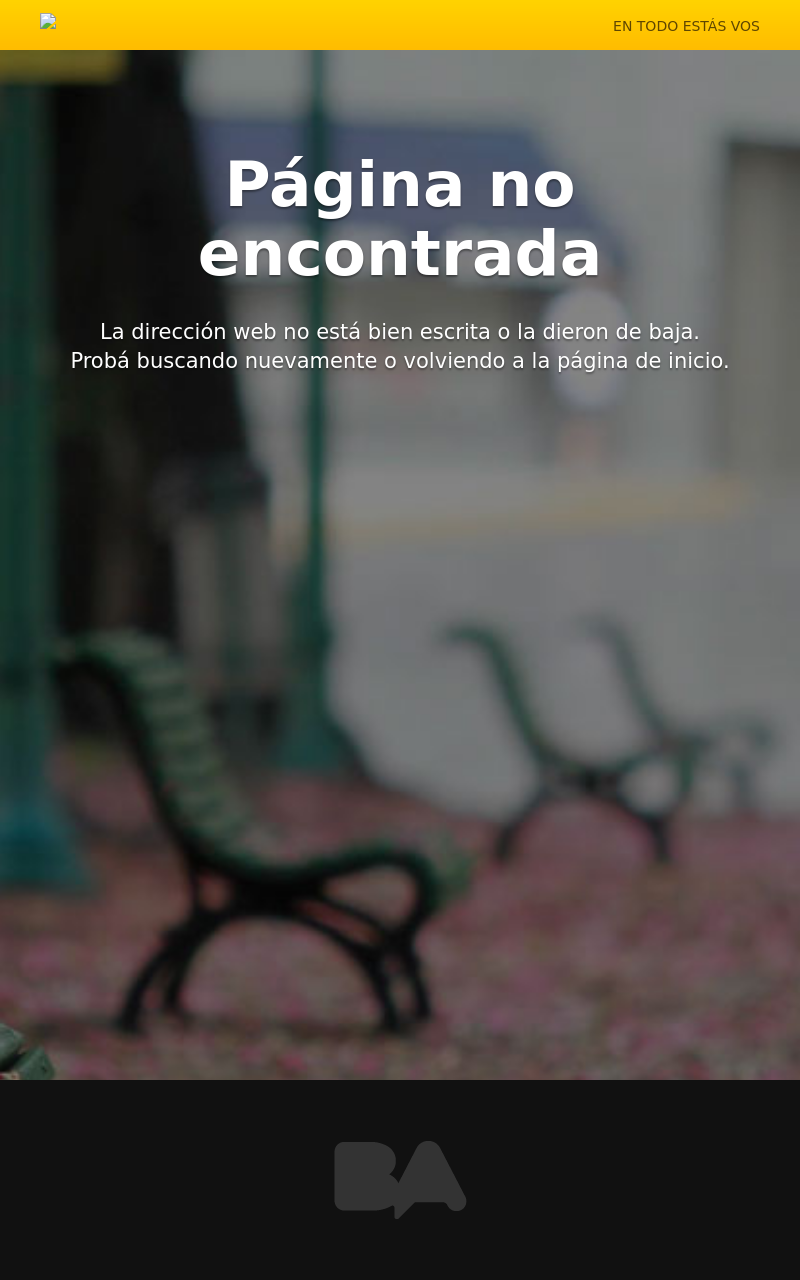 EN TODO ESTÁS VOS
Página no
encontrada
La dirección web no está bien escrita o la dieron de baja.
Probá buscando nuevamente o volviendo a la página de inicio.
BA